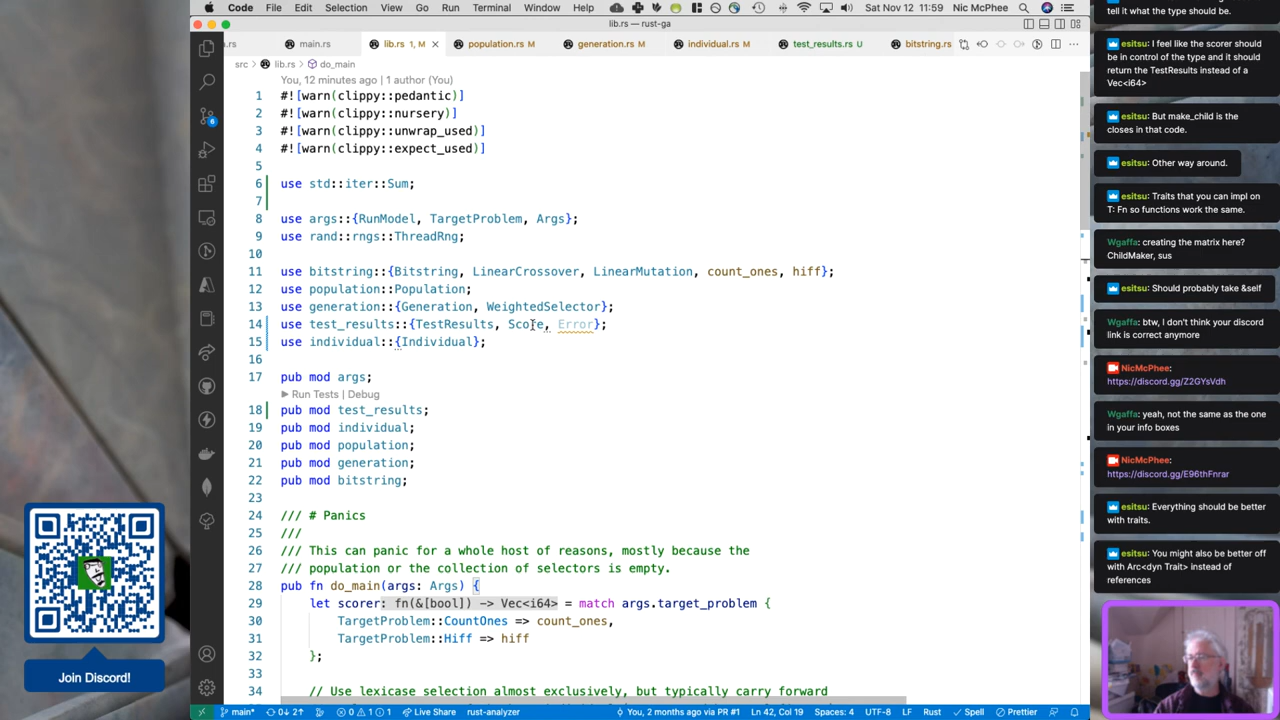 Code File Edit Selection View Go Run Terminal Window Help Sat Nov 12 11:59 Nic McPhee
lib.rs — rust-ga
.rs main.rs lib.rs 1, M × population.rs M generation.rs M individual.rs M test_results.rs U bitstring.rs
src > lib.rs > do_main
You, 12 minutes ago | 1 author (You)
1 #![warn(clippy::pedantic)]
2 #![warn(clippy::nursery)]
3 #![warn(clippy::unwrap_used)]
4 #![warn(clippy::expect_used)]
5
6 use std::iter::Sum;
7
8 use args::{RunModel, TargetProblem, Args};
9 use rand::rngs::ThreadRng;
10
11 use bitstring::{Bitstring, LinearCrossover, LinearMutation, count_ones, hiff};
12 use population::Population;
13 use generation::{Generation, WeightedSelector};
14 use test_results::{TestResults, Score, Error};
15 use individual::{Individual};
16
17 pub mod args;
▶ Run Tests | Debug
18 pub mod test_results;
19 pub mod individual;
20 pub mod population;
21 pub mod generation;
22 pub mod bitstring;
23
24 /// # Panics
25 ///
26 /// This can panic for a whole host of reasons, mostly because the
27 /// population or the collection of selectors is empty.
28 pub fn do_main(args: Args) {
29 let scorer: fn(&[bool]) -> Vec<i64> = match args.target_problem {
30 TargetProblem::CountOnes => count_ones,
31 TargetProblem::Hiff => hiff
32 };
33
34 // Use lexicase selection almost exclusively, but typically carry forward
6
main* 0↓ 2↑ 0 1 1 Live Share rust-analyzer You, 2 months ago via PR #1 Ln 42, Col 19 Spaces: 4 UTF-8 LF Rust Spell Prettier
Join Discord!
tell it what the type should be.
esitsu: I feel like the scorer should
be in control of the type and it should
return the TestResults instead of a
Vec<i64>
esitsu: But make_child is the
closes in that code.
esitsu: Other way around.
esitsu: Traits that you can impl on
T: Fn so functions work the same.
Wgaffa: creating the matrix here?
ChildMaker, sus
esitsu: Should probably take &self
Wgaffa: btw, I don't think your discord
link is correct anymore
NicMcPhee:
https://discord.gg/Z2GYsVdh
Wgaffa: yeah, not the same as the one
in your info boxes
NicMcPhee:
https://discord.gg/E96thFnrar
esitsu: Everything should be better
with traits.
esitsu: You might also be better off
with Arc<dyn Trait> instead of
references